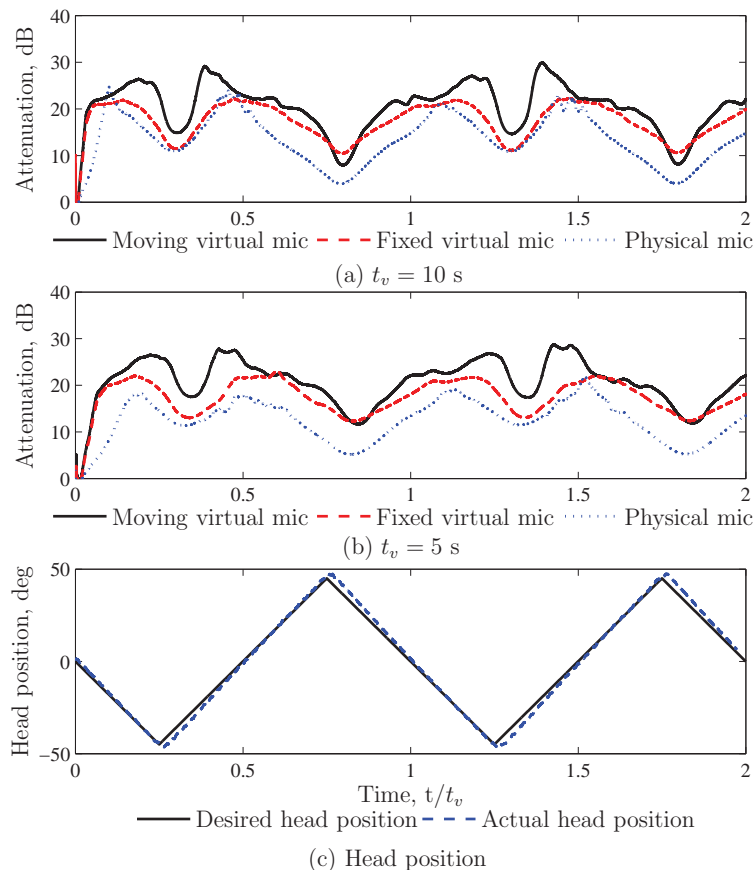 40
30
20
10
0
Attenuation, dB
0 0.5 1 1.5 2
Moving virtual mic Fixed virtual mic Physical mic
(a) t_v = 10 s
40
30
20
10
0
Attenuation, dB
0 0.5 1 1.5 2
Moving virtual mic Fixed virtual mic Physical mic
(b) t_v = 5 s
50
0
−50
Head position, deg
0 0.5 1 1.5 2
Time, t/t_v
Desired head position Actual head position
(c) Head position